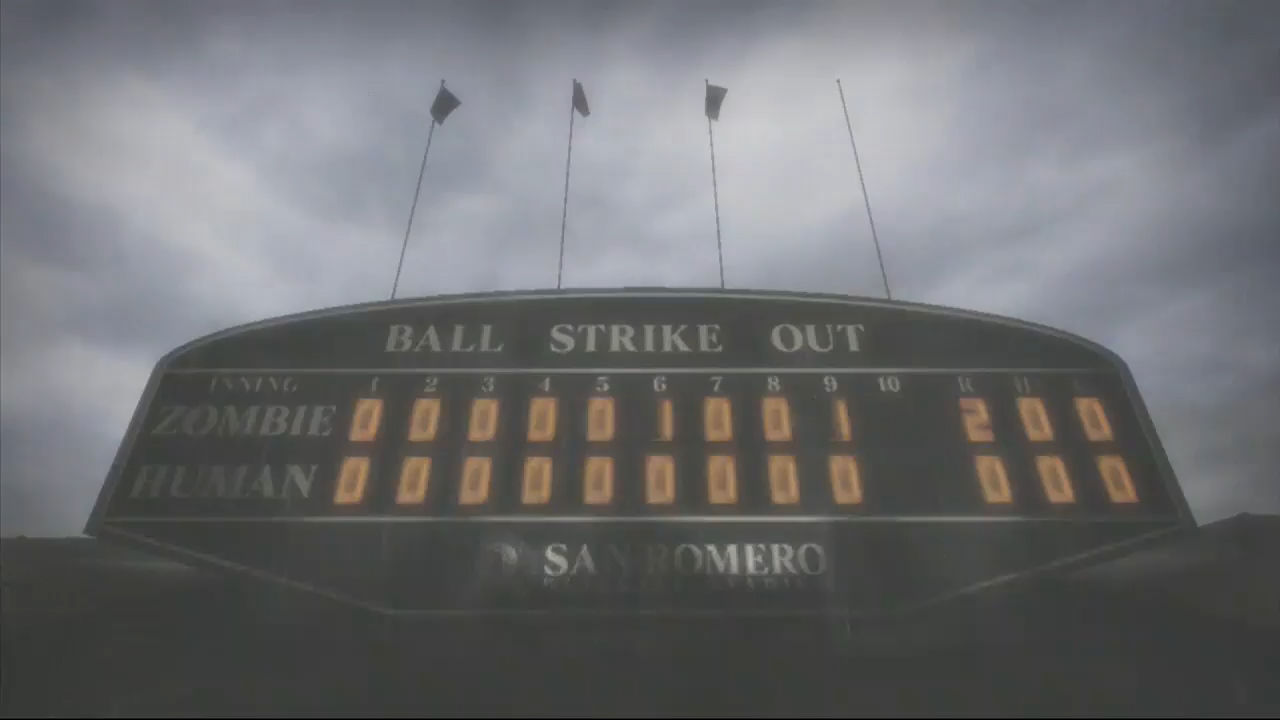 BALL STRIKE OUT
INNING 1 2 3 4 5 6 7 8 9 10 R H
ZOMBIE 0 0 0 0 0 1 0 0 1 2 0 0
HUMAN 0 0 0 0 0 0 0 0 0 0 0 0
SAN ROMERO